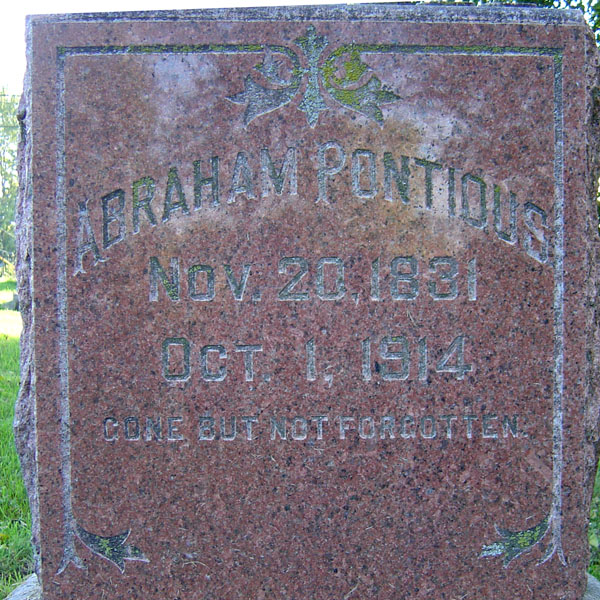 ABRAHAM M PONTIOUS
NOV. 20, 1831
OCT. 1, 1914
GONE BUT NOT FORGOTTEN.